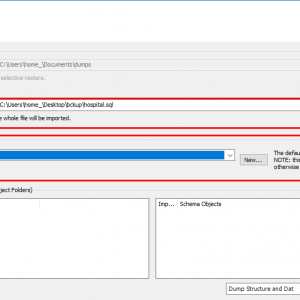 C:\Users\home_\Documents\dumps
selective restore.
C:\Users\home_\Desktop\bckup\hospital.sql
e whole file will be imported.
New...
The defau
NOTE: this
otherwise
ject Folders)
Imp... Schema Objects
Dump Structure and Dat